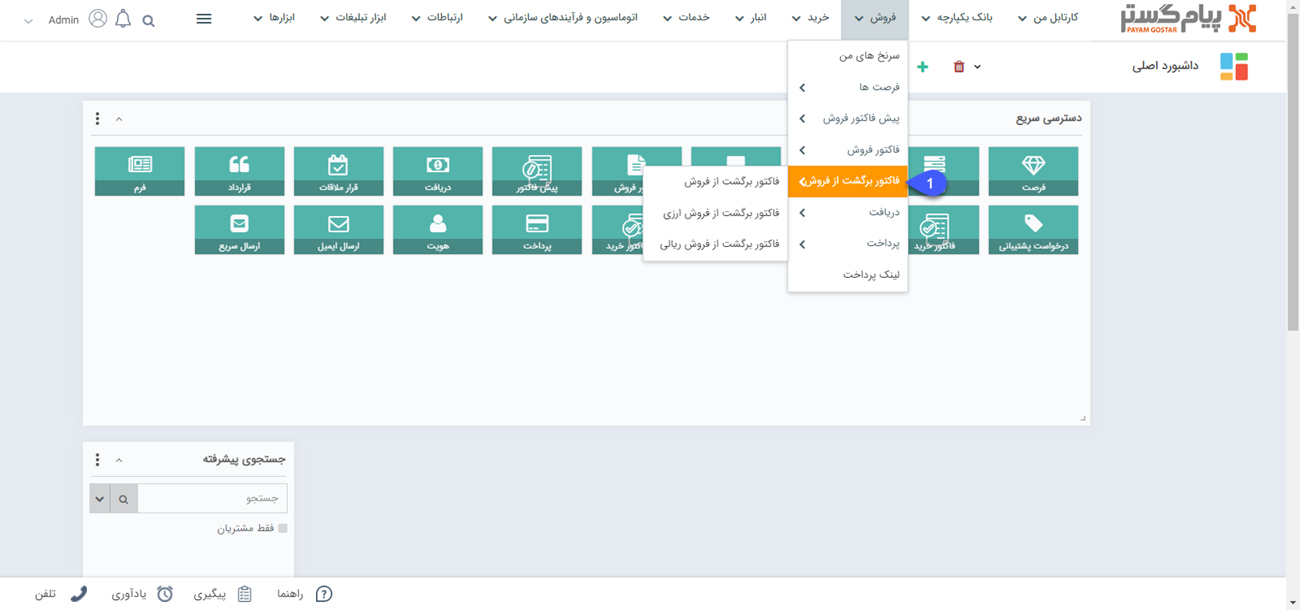 پیام گستر
PAYAM GOSTAR
کارتابل من
بانک یکپارچه
فروش
خرید
انبار
خدمات
اتوماسیون و فرآیندهای سازمانی
ارتباطات
ابزار تبلیغات
ابزارها
Admin
داشبورد اصلی
سرنخ های من
فرصت ها
پیش فاکتور فروش
فاکتور فروش
فاکتور برگشت از فروش
1
دریافت
پرداخت
لینک پرداخت
فاکتور برگشت از فروش
فاکتور برگشت از فروش ارزی
فاکتور برگشت از فروش ریالی
دسترسی سریع
فرصت
ور فروش
پیش فاکتور
دریافت
قرار ملاقات
قرارداد
فرم
درخواست پشتیبانی
فاکتور خرید
اکتور خرید
پرداخت
هویت
ارسال ایمیل
ارسال سریع
جستجوی پیشرفته
جستجو
فقط مشتریان
راهنما
پیگیری
یادآوری
تلفن